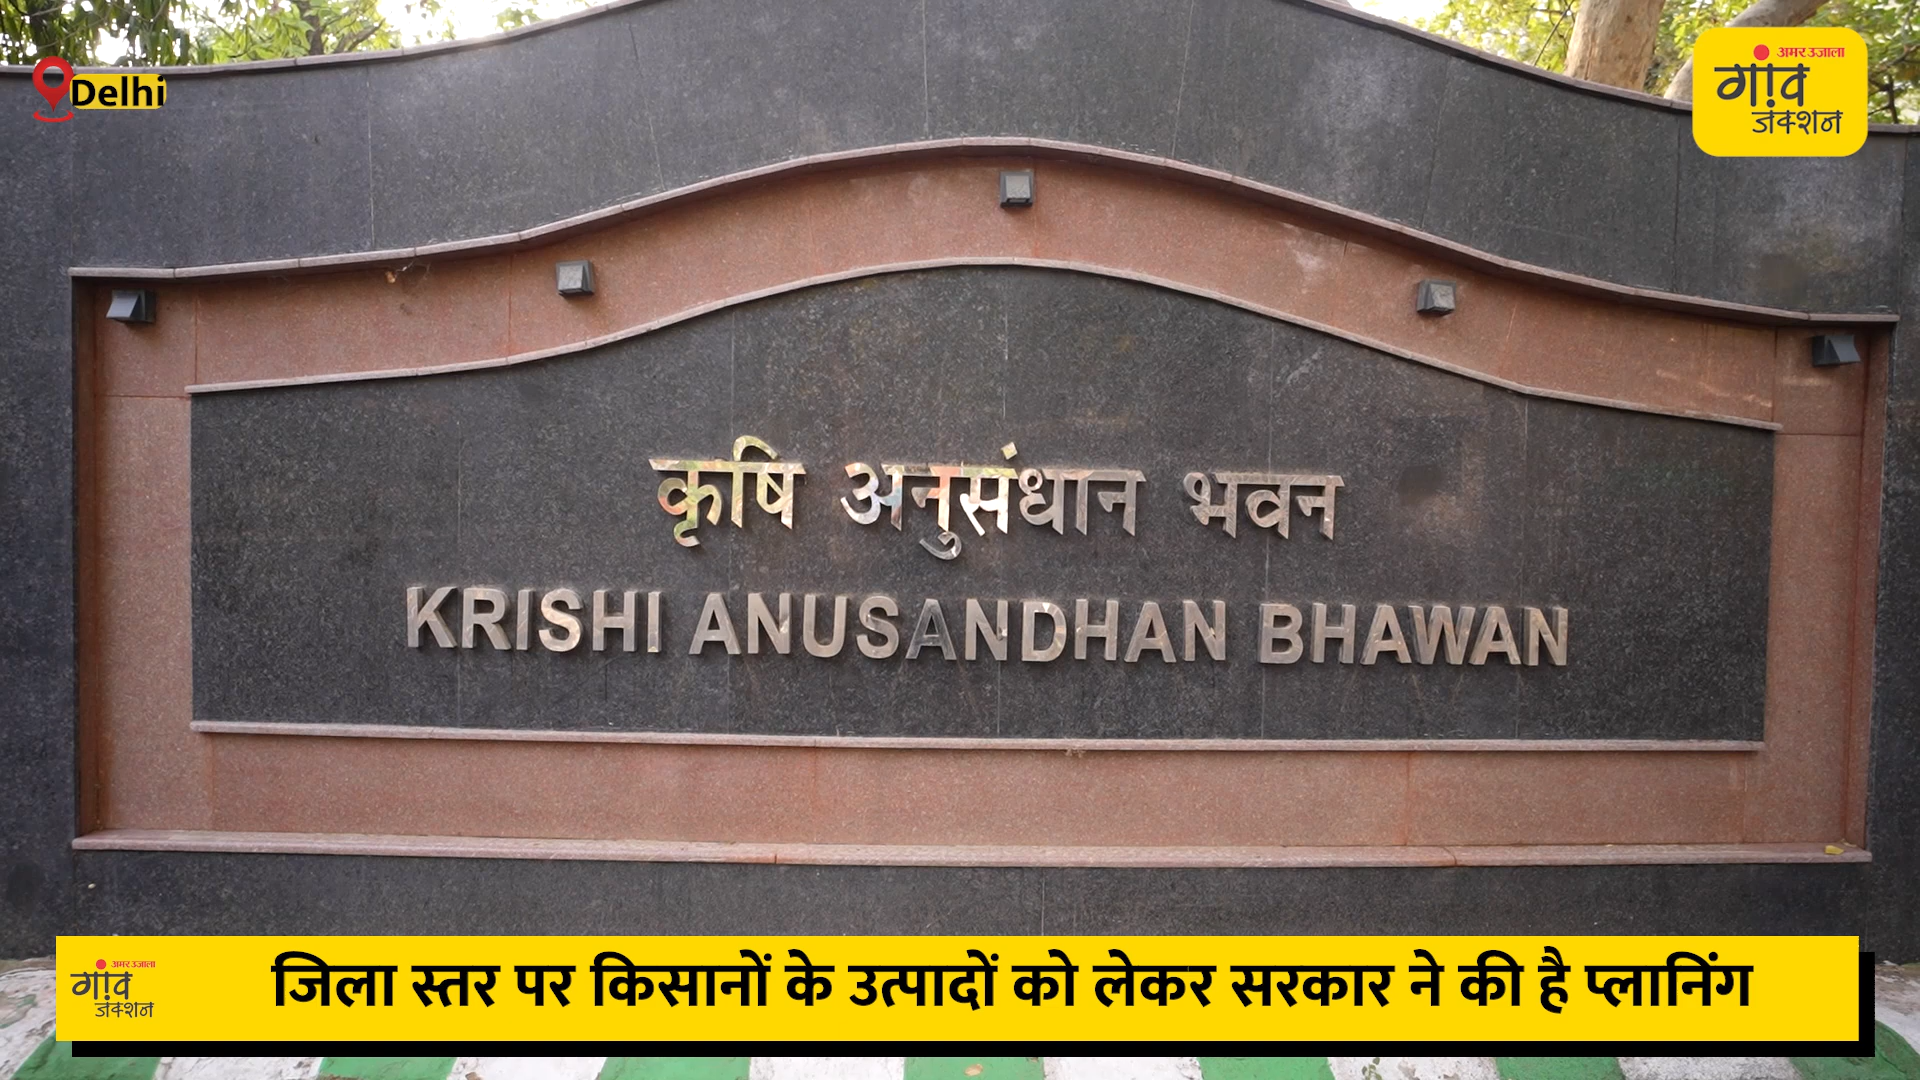 Delhi
अमर उजाला
गांव
जंक्शन
कृषि अनुसंधान भवन
KRISHI ANUSANDHAN BHAWAN
अमर उजाला
गांव
जंक्शन
जिला स्तर पर किसानों के उत्पादों को लेकर सरकार ने की है प्लानिंग